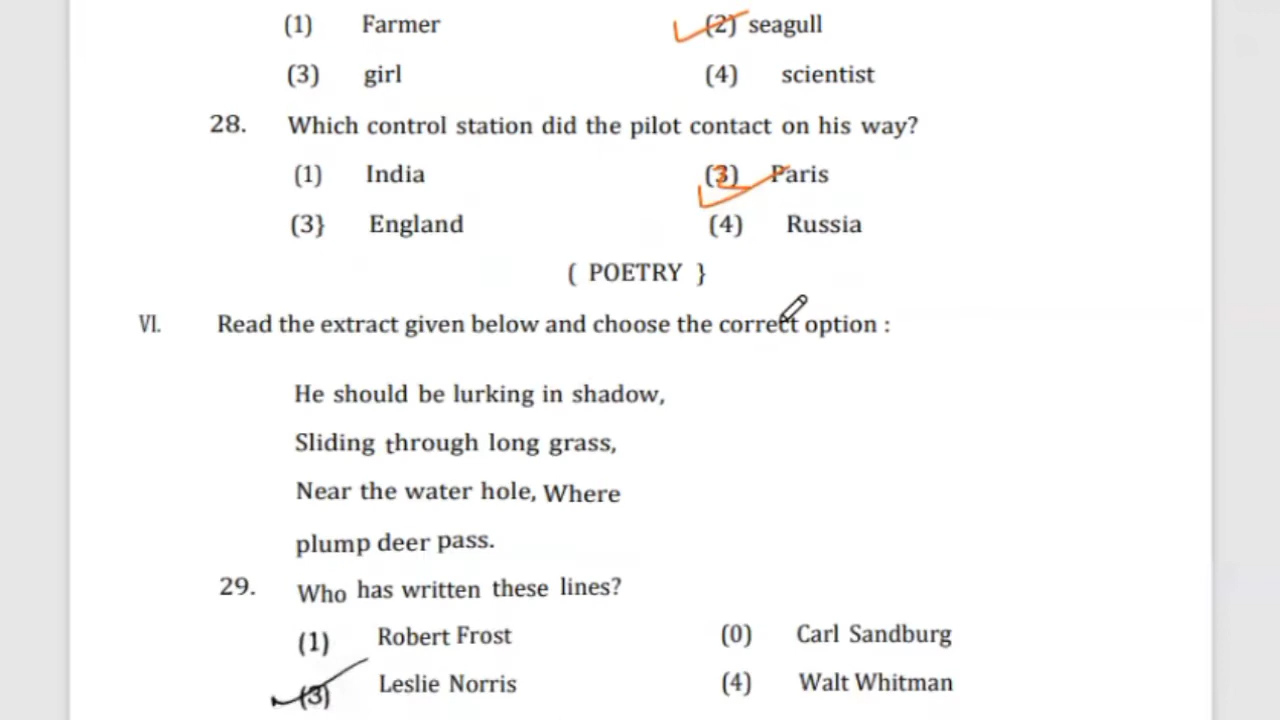 (1) Farmer (2) seagull
(3) girl (4) scientist
28. Which control station did the pilot contact on his way?
(1) India (3) Paris
(3} England (4) Russia
( POETRY }
VI. Read the extract given below and choose the correct option :
He should be lurking in shadow,
Sliding through long grass,
Near the water hole, Where
plump deer pass.
29. Who has written these lines?
(1) Robert Frost (0) Carl Sandburg
(3) Leslie Norris (4) Walt Whitman